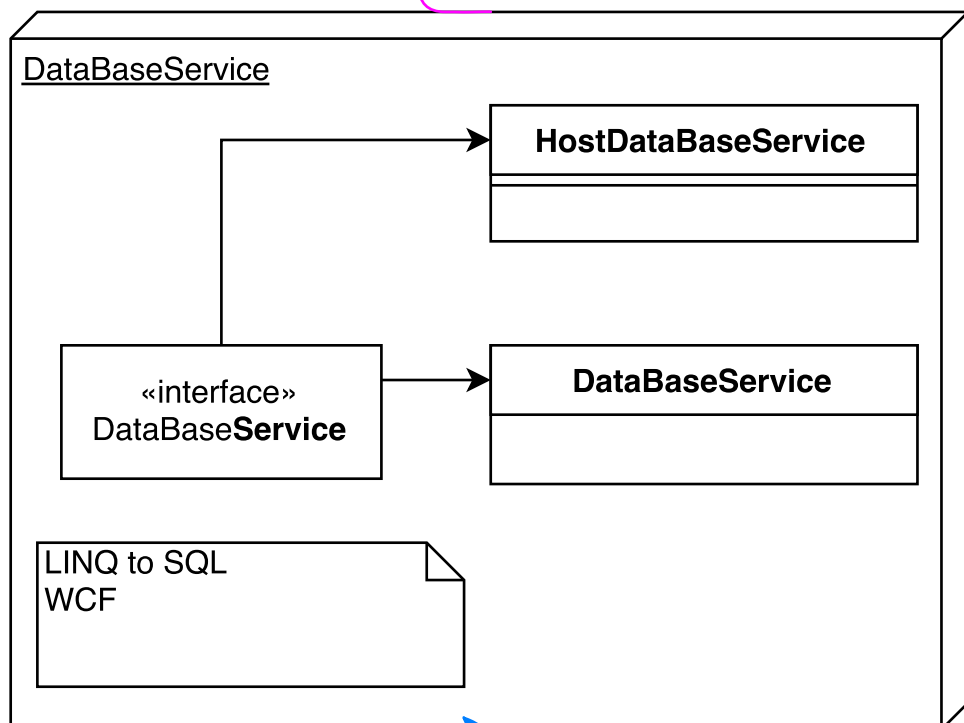 DataBaseService
HostDataBaseService
«interface»
DataBaseService
DataBaseService
LINQ to SQL
WCF